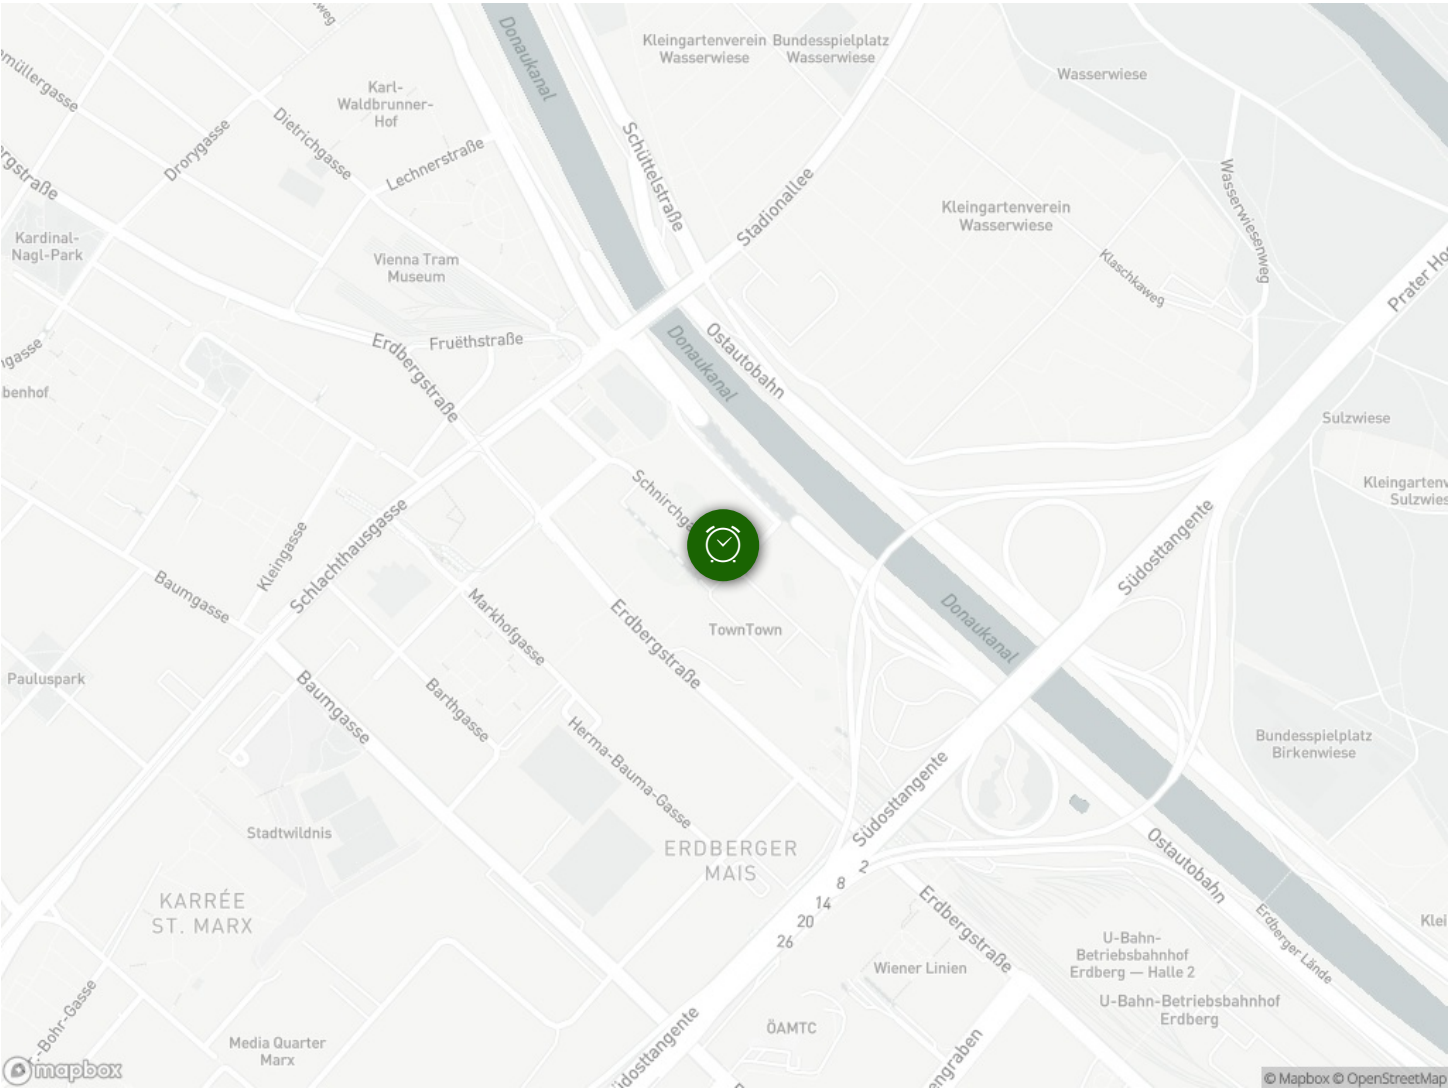 Donaukanal
Kleingartenverein
Wasserwiese
Bundesspielplatz
Wasserwiese
Wasserwiese
Karl-
Waldbrunner-
Hof
Dietrichgasse
Drorygasse
Lechnerstraße
Schüttelstraße
Stadionallee
Kleingartenverein
Wasserwiese
Wasserwiesenweg
Klaschkaweg
Kardinal-
Nagl-Park
Vienna Tram
Museum
Fruëthstraße
Erdbergstraße
Donaukanal
Ostautobahn
Sulzwiese
benhof
Schlachthausgasse
Kleingasse
Baumgasse
Markhofgasse
Erdbergstraße
TownTown
Südosttangente
Donaukanal
Pauluspark
Baumgasse
Barthgasse
Herma-Bauma-Gasse
Bundesspielplatz
Birkenwiese
Stadtwildnis
ERDBERGER
MAIS
Südosttangente
2
8
14
20
26
KARRÉE
ST. MARX
Ostautobahn
Erdberger Lände
Erdbergstraße
U-Bahn-
Betriebsbahnhof
Erdberg — Halle 2
U-Bahn-Betriebsbahnhof
Erdberg
Wiener Linien
ÖAMTC
Media Quarter
Marx
mapbox
© Mapbox © OpenStreetMap